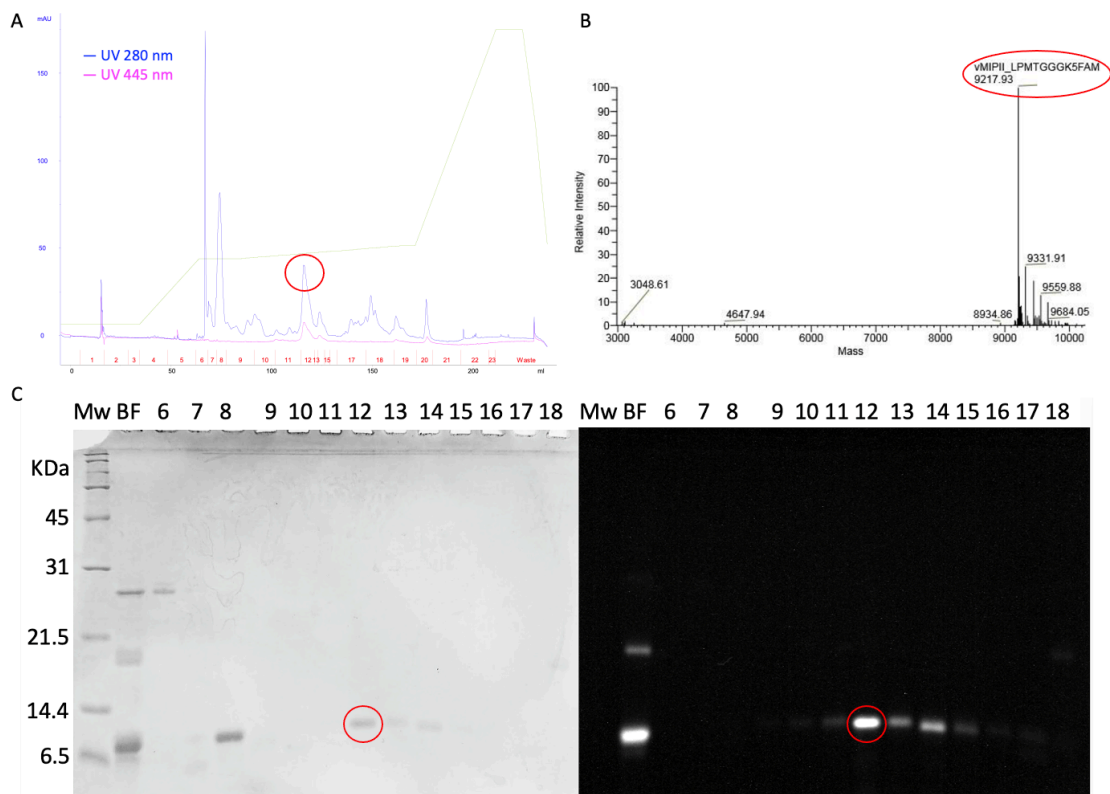 A
mAU
— UV 280 nm
— UV 445 nm
150
100
50
0
1 2 3 4 5 6 7 8 9 10 11 12 13 15 17 18 19 20 21 22 23 Waste
0 50 100 150 200 ml
B
vMIPII_LPMTGGGK5FAM
9217.93
100
90
80
70
60
50
40
30
20
10
0
Relative Intensity
9331.91
3048.61
9559.88
4647.94
8934.86
9684.05
3000 4000 5000 6000 7000 8000 9000 10000
Mass
C
Mw BF 6 7 8 9 10 11 12 13 14 15 16 17 18 Mw BF 6 7 8 9 10 11 12 13 14 15 16 17 18
KDa
45
31
21.5
14.4
6.5